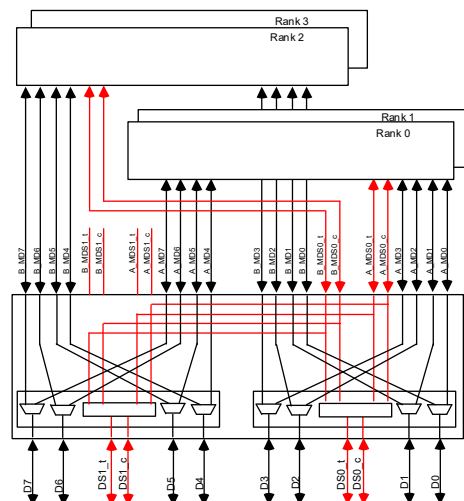 Rank 3
Rank 2
Rank 1
Rank 0
B_MD7
B_MD6
B_MD5
B_MD4
B_MDS1_t
B_MDS1_c
A_MDS1_t
A_MDS1_c
A_MD7
A_MD6
A_MD5
A_MD4
B_MD3
B_MD2
B_MD1
B_MD0
B_MDS0_t
B_MDS0_c
A_MDS0_t
A_MDS0_c
A_MD3
A_MD2
A_MD1
A_MD0
D7
D6
DS1_t
DS1_c
D5
D4
D3
D2
DS0_t
DS0_c
D1
D0